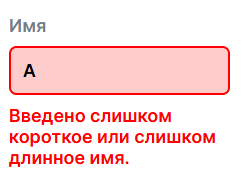 Имя
А
Введено слишком
короткое или слишком
длинное имя.